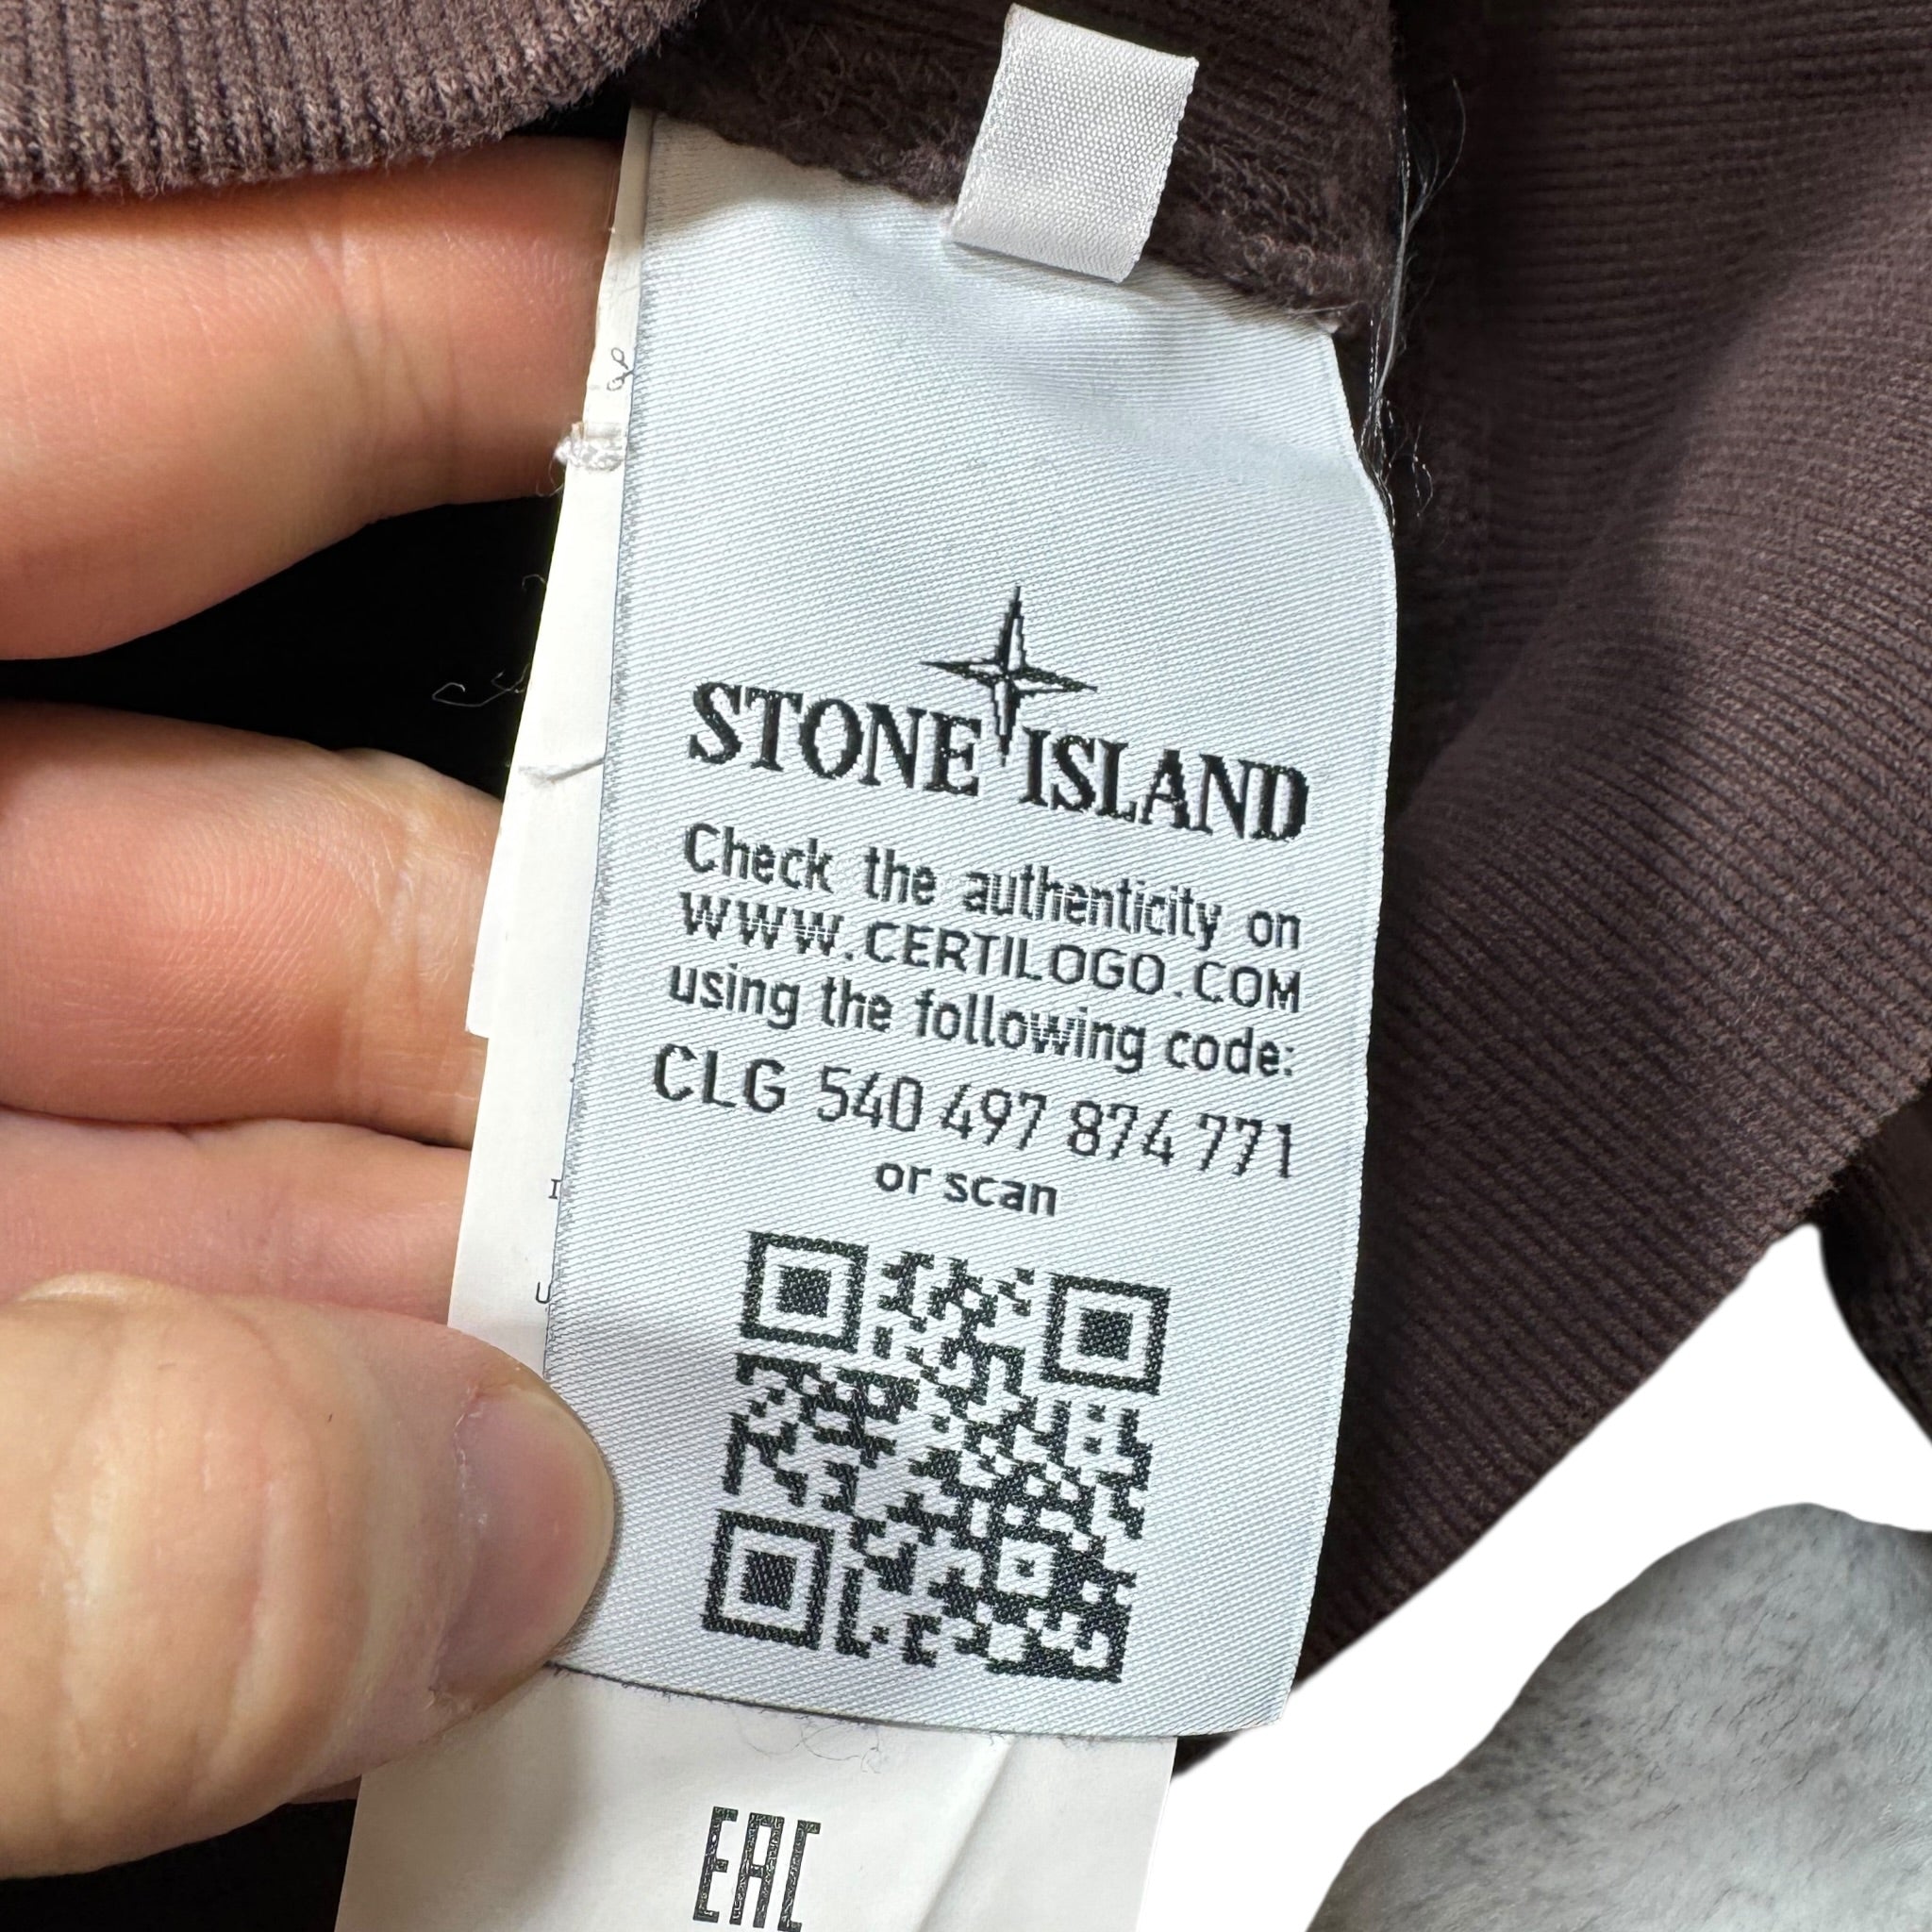 STONE ISLAND
Check the authenticity on
WWW.CERTILOGO.COM
using the following code:
CLG 540 497 874 771
or scan
EAC